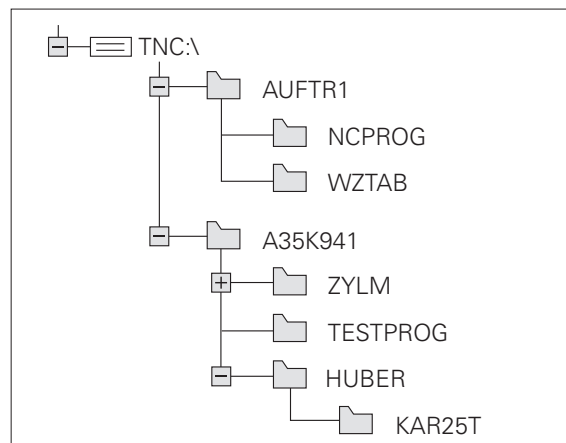 TNC:\
AUFTR1
NCPROG
WZTAB
A35K941
ZYLM
TESTPROG
HUBER
KAR25T